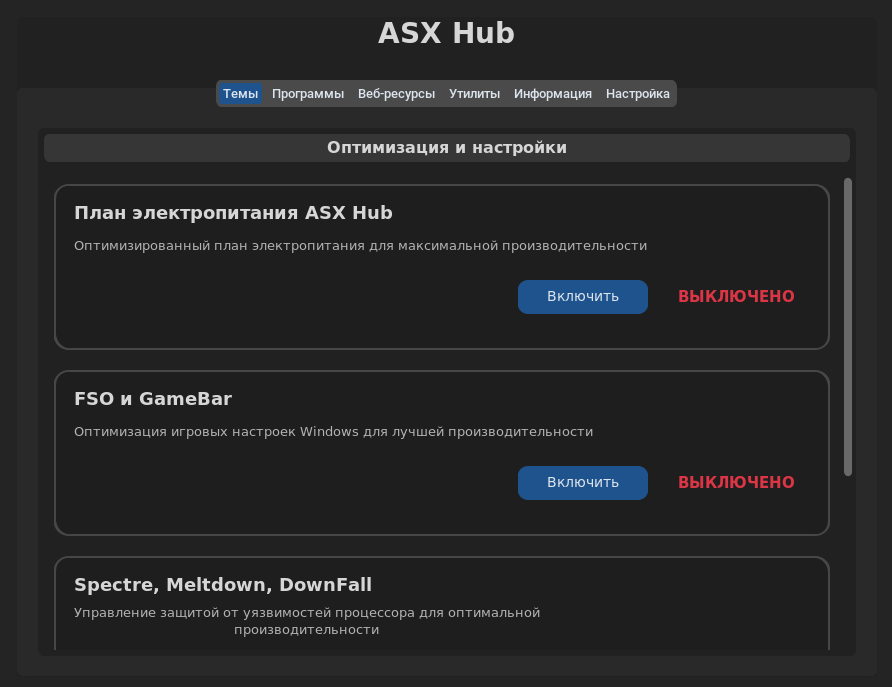 ASX Hub
Темы Программы Веб-ресурсы Утилиты Информация Настройка
Оптимизация и настройки
План электропитания ASX Hub
Оптимизированный план электропитания для максимальной производительности
Включить ВЫКЛЮЧЕНО
FSO и GameBar
Оптимизация игровых настроек Windows для лучшей производительности
Включить ВЫКЛЮЧЕНО
Spectre, Meltdown, DownFall
Управление защитой от уязвимостей процессора для оптимальной
производительности